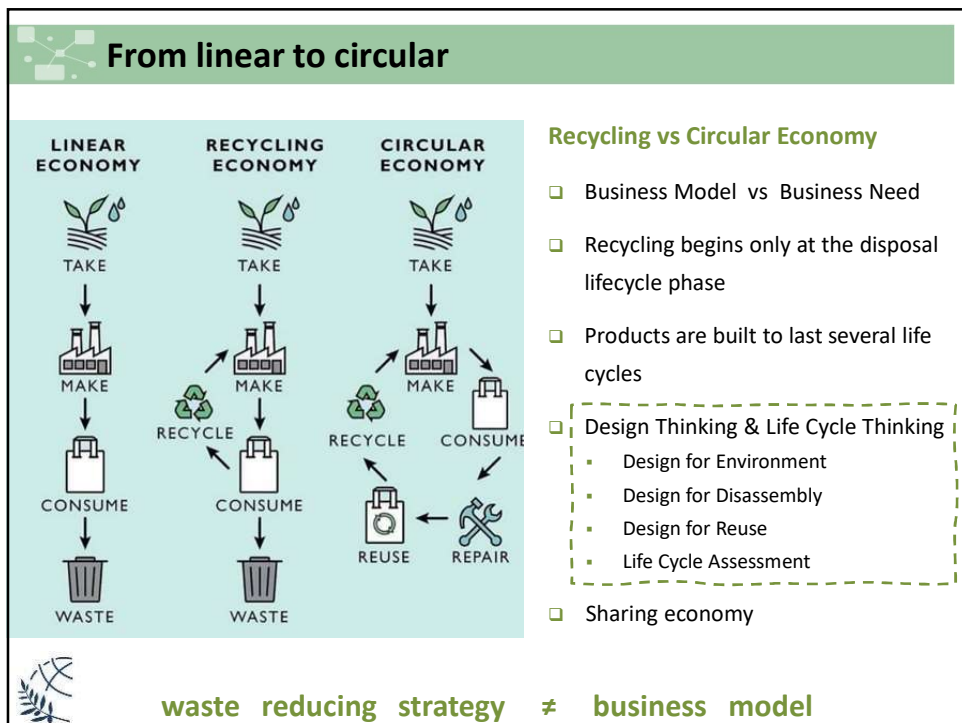 From linear to circular
LINEAR
ECONOMY
TAKE
MAKE
CONSUME
WASTE
RECYCLING
ECONOMY
TAKE
MAKE
RECYCLE
CONSUME
WASTE
CIRCULAR
ECONOMY
TAKE
MAKE
CONSUME
REPAIR
REUSE
RECYCLE
Recycling vs Circular Economy
Business Model vs Business Need
Recycling begins only at the disposal
lifecycle phase
Products are built to last several life
cycles
Design Thinking & Life Cycle Thinking
Design for Environment
Design for Disassembly
Design for Reuse
Life Cycle Assessment
Sharing economy
waste reducing strategy ≠ business model